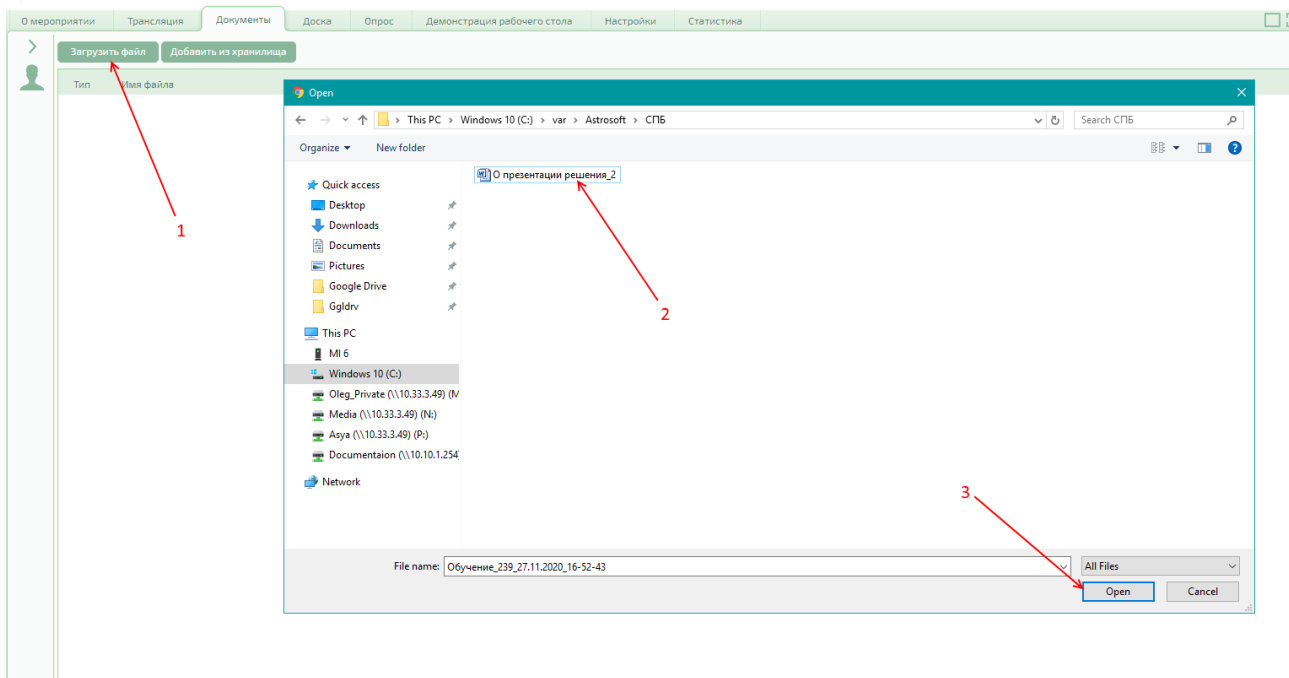 О мероприятии Трансляция Документы Доска Опрос Демонстрация рабочего стола Настройки Статистика
Загрузить файл Добавить из хранилища
Тип Имя файла
Open
This PC > Windows 10 (C:) > var > Astrosoft > СПБ
Search СПБ
Organize New folder
Quick access
Desktop
Downloads
Documents
Pictures
Google Drive
Ggldrv
This PC
MI 6
Windows 10 (C:)
Oleg_Private (\\10.33.3.49) (M
Media (\\10.33.3.49) (N:)
Asya (\\10.33.3.49) (P:)
Documentaion (\\10.10.1.254
Network
О презентации решения_2
1
2
3
File name: Обучение_239_27.11.2020_16-52-43
All Files
Open Cancel